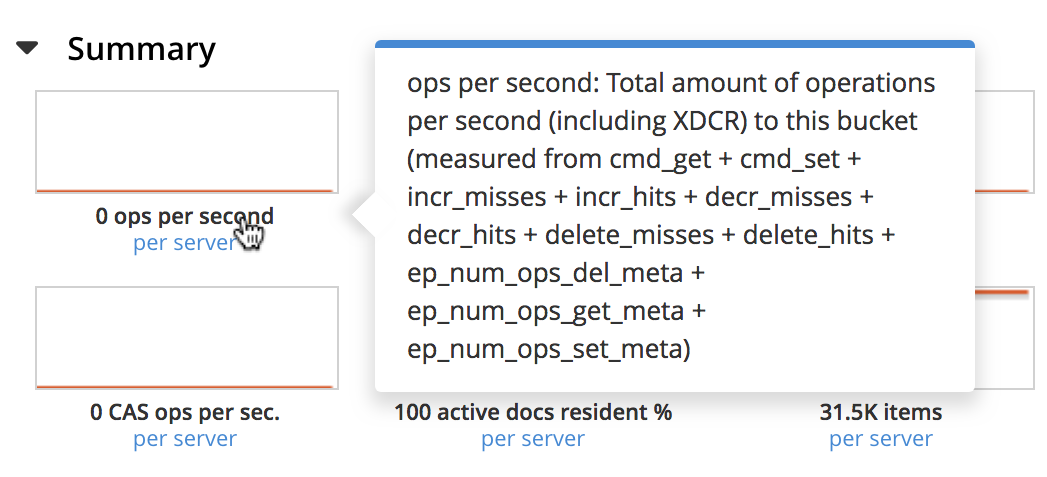 Summary
ops per second: Total amount of operations
per second (including XDCR) to this bucket
(measured from cmd_get + cmd_set +
incr_misses + incr_hits + decr_misses +
decr_hits + delete_misses + delete_hits +
ep_num_ops_del_meta +
ep_num_ops_get_meta +
ep_num_ops_set_meta)
0 ops per second
per server
0 CAS ops per sec.
per server
100 active docs resident %
per server
31.5K items
per server